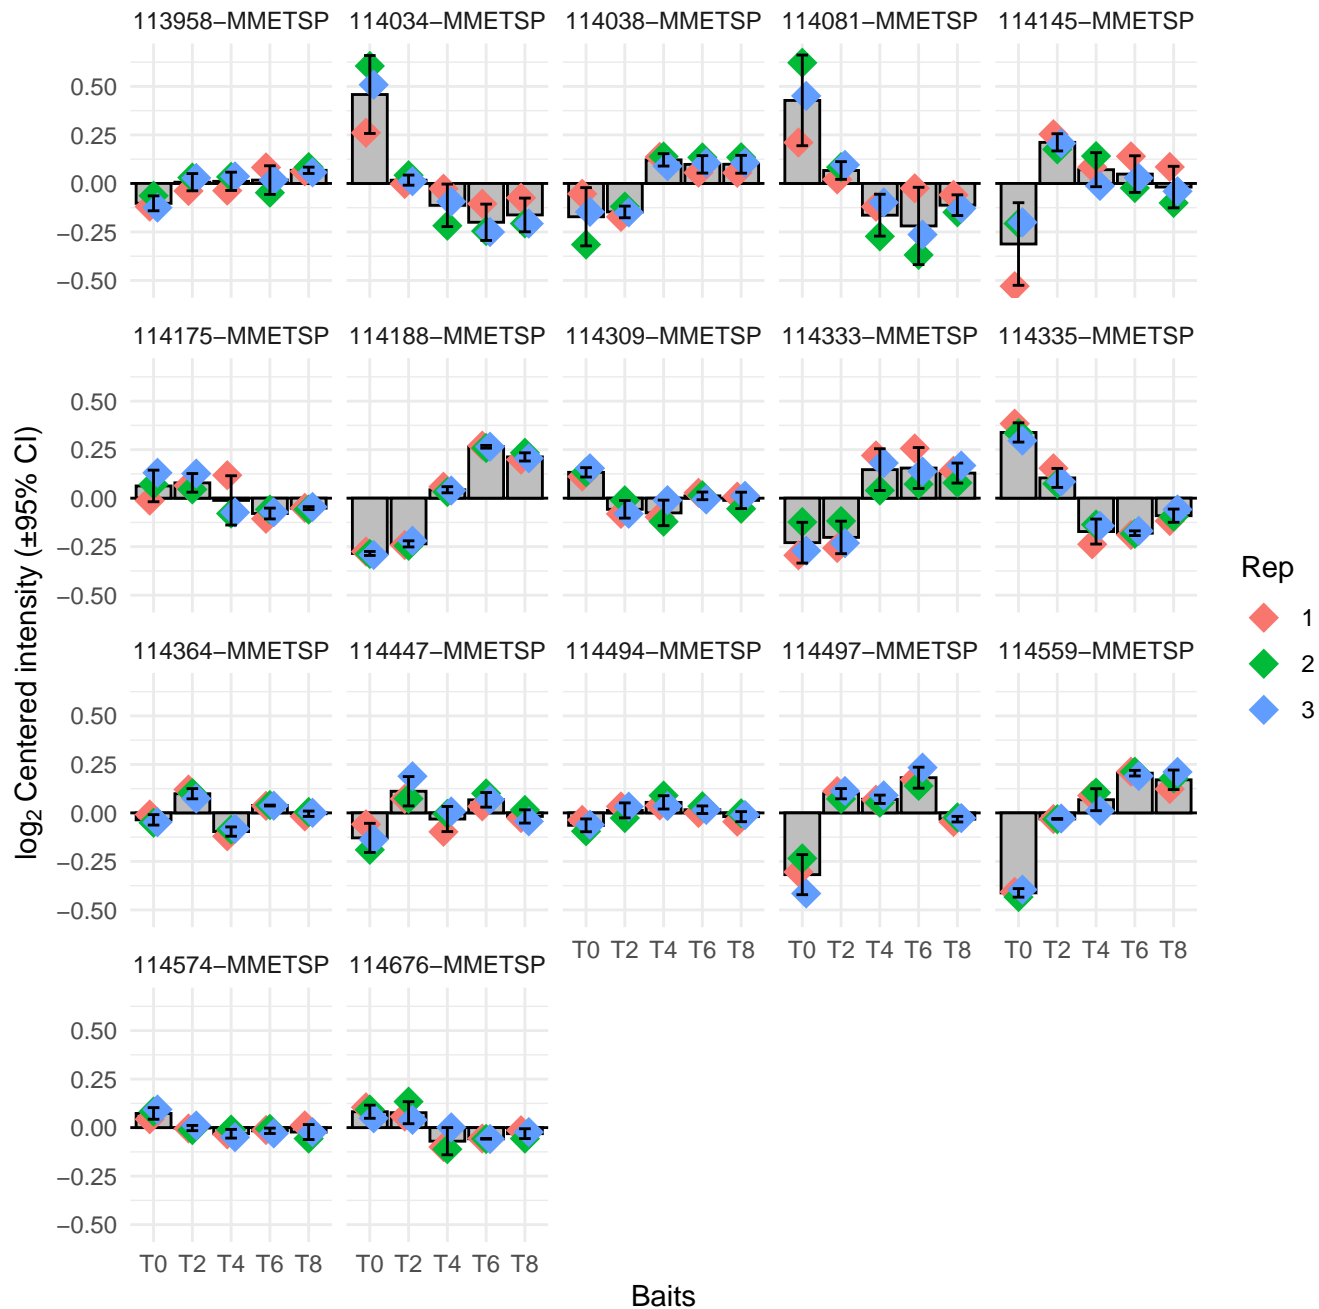 113958−MMETSP 114034−MMETSP 114038−MMETSP 114081−MMETSP 114145−MMETSP
0.50
0.25
0.00
−0.25
−0.50
114175−MMETSP 114188−MMETSP 114309−MMETSP 114333−MMETSP 114335−MMETSP
0.50
0.25
0.00
−0.25
−0.50
114364−MMETSP 114447−MMETSP 114494−MMETSP 114497−MMETSP 114559−MMETSP
0.50
0.25
0.00
−0.25
−0.50
T0 T2 T4 T6 T8 T0 T2 T4 T6 T8 T0 T2 T4 T6 T8
114574−MMETSP 114676−MMETSP
0.50
0.25
0.00
−0.25
−0.50
T0 T2 T4 T6 T8 T0 T2 T4 T6 T8
Baits
log2 Centered intensity (±95% CI)
Rep
1
2
3